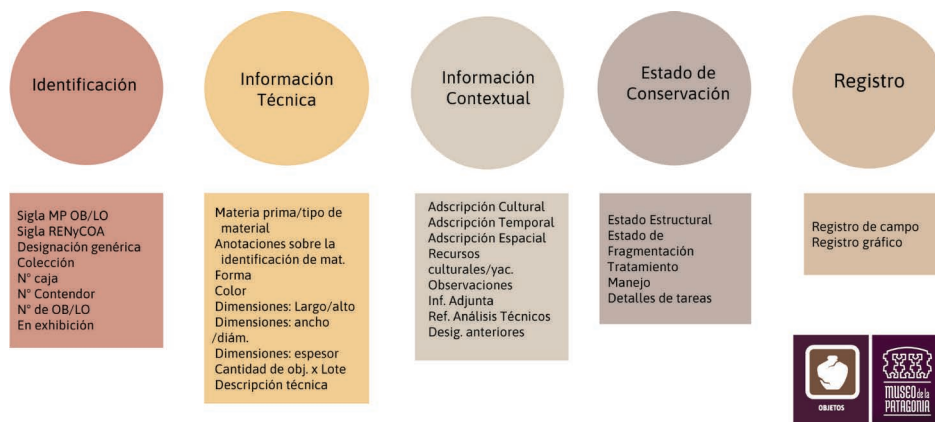 Identificación
Información
Técnica
Información
Contextual
Estado de
Conservación
Registro
Sigla MP OB/LO
Sigla RENyCOA
Designación genérica
Colección
N° caja
N° Contendor
N° de OB/LO
En exhibición
Materia prima/tipo de
material
Anotaciones sobre la
identificación de mat.
Forma
Color
Dimensiones: Largo/alto
Dimensiones: ancho
/diám.
Dimensiones: espesor
Cantidad de obj. x Lote
Descripción técnica
Adscripción Cultural
Adscripción Temporal
Adscripción Espacial
Recursos
culturales/yac.
Observaciones
Inf. Adjunta
Ref. Análisis Técnicos
Desig. anteriores
Estado Estructural
Estado de
Fragmentación
Tratamiento
Manejo
Detalles de tareas
Registro de campo
Registro gráfico
OBJETOS
MUSEO de la
PATAGONIA